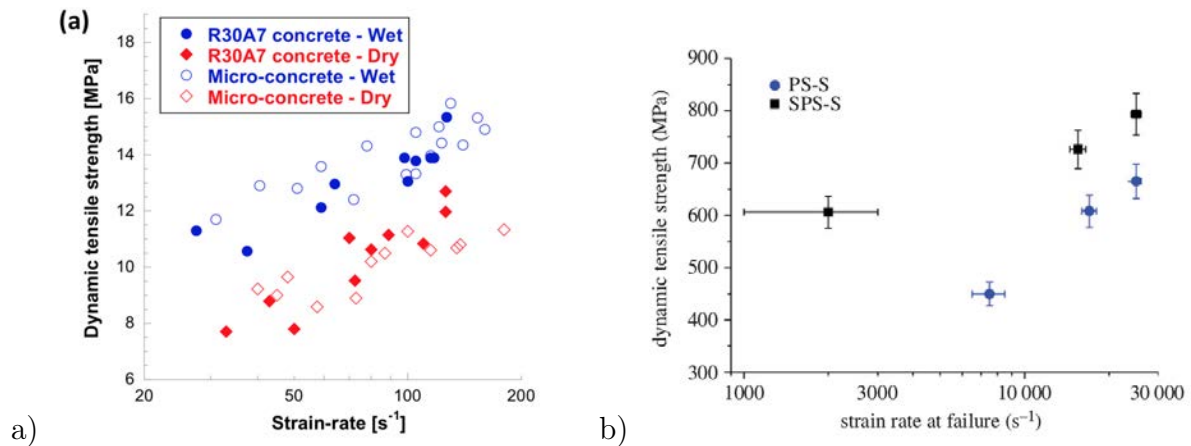 (a)
R30A7 concrete - Wet
R30A7 concrete - Dry
Micro-concrete - Wet
Micro-concrete - Dry
Dynamic tensile strength [MPa]
18
16
14
12
10
8
6
20
50
100
200
Strain-rate [s⁻¹]
a)
PS-S
SPS-S
dynamic tensile strength (MPa)
900
800
700
600
500
400
300
1000
3000
10 000
30 000
strain rate at failure (s⁻¹)
b)